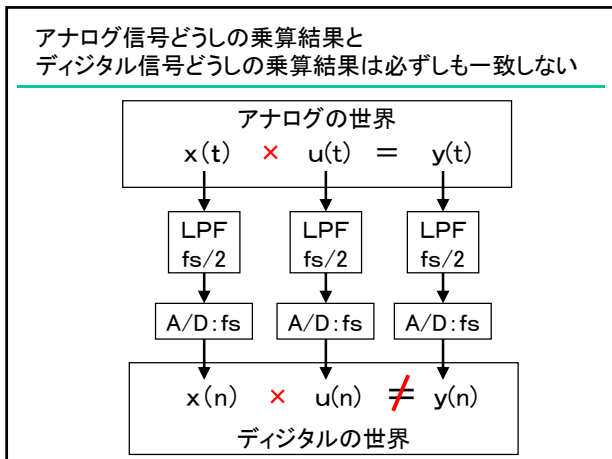 アナログ信号どうしの乗算結果と
ディジタル信号どうしの乗算結果は必ずしも一致しない
アナログの世界
x(t) × u(t) = y(t)
LPF fs/2 LPF fs/2 LPF fs/2
A/D:fs A/D:fs A/D:fs
x(n) × u(n) ≠ y(n)
ディジタルの世界